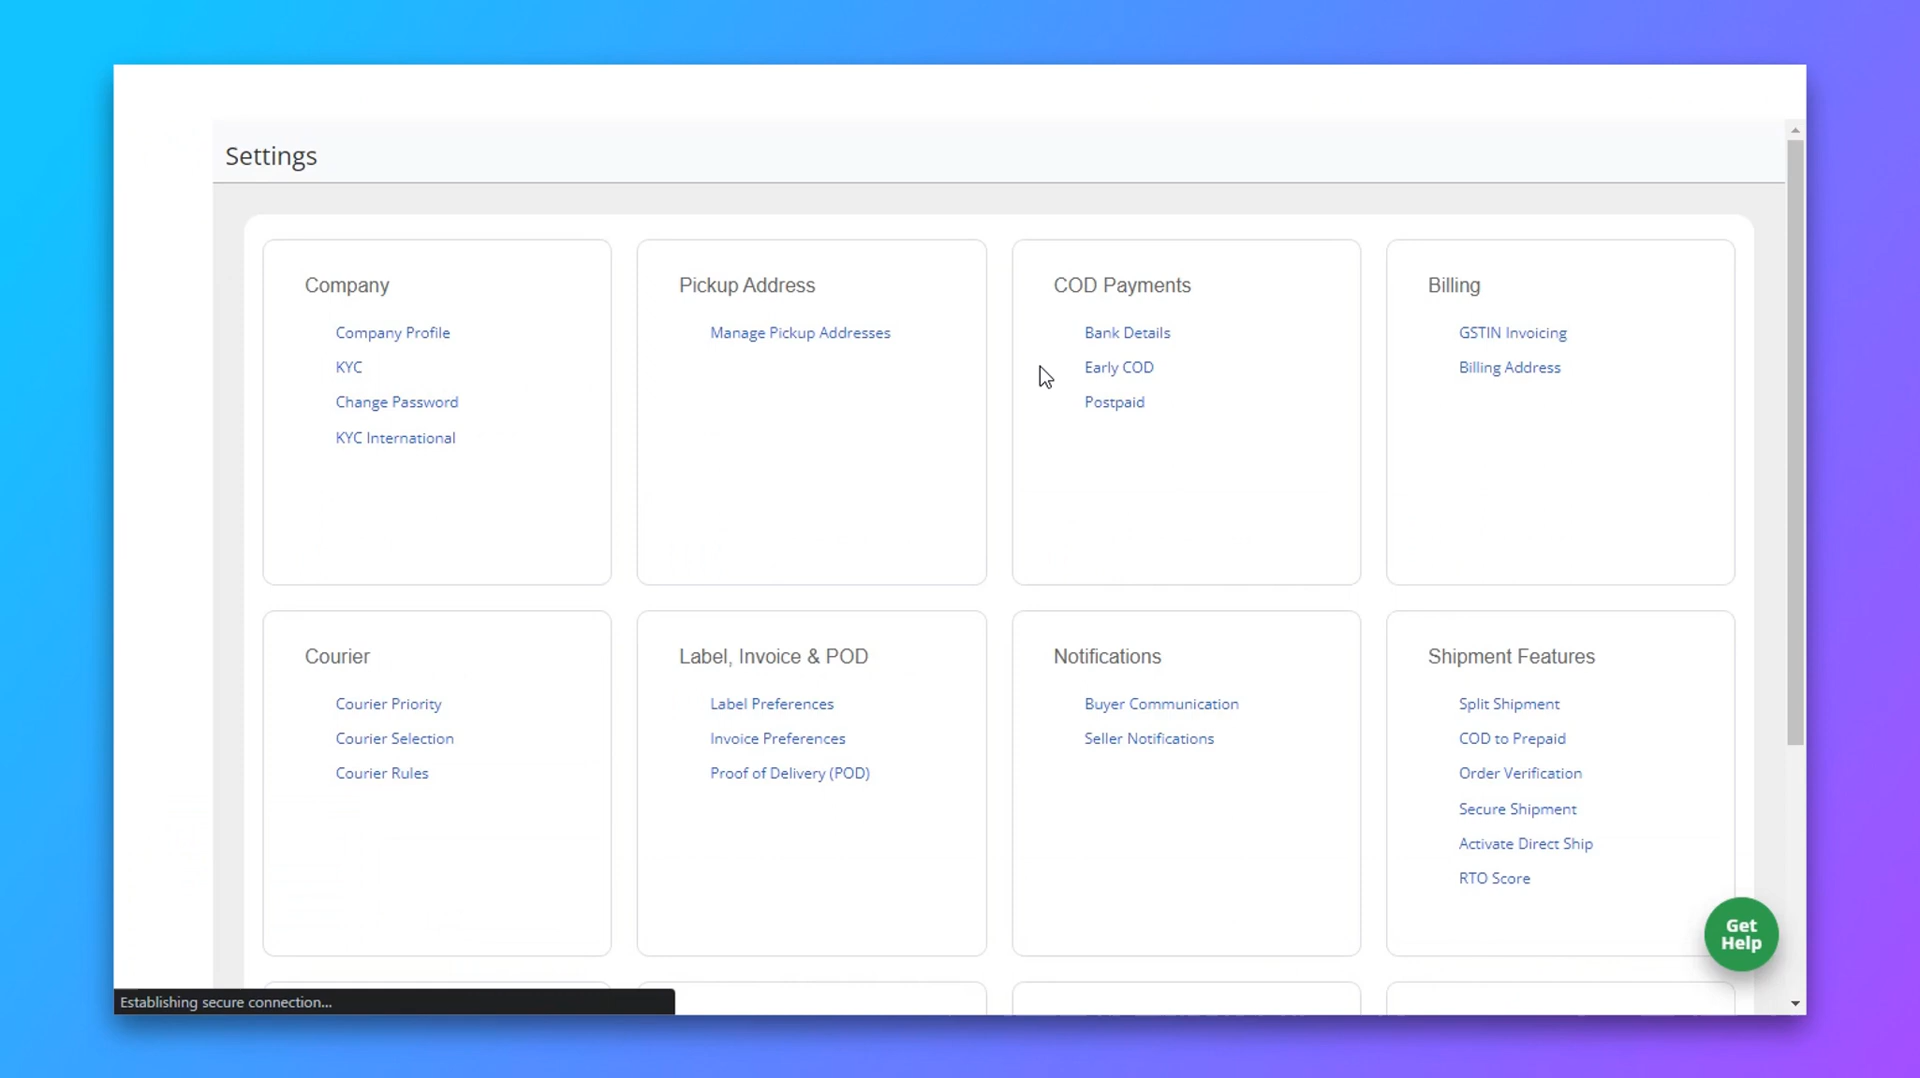 Settings
Company
Company Profile
KYC
Change Password
KYC International
Pickup Address
Manage Pickup Addresses
COD Payments
Bank Details
Early COD
Postpaid
Billing
GSTIN Invoicing
Billing Address
Courier
Courier Priority
Courier Selection
Courier Rules
Label, Invoice & POD
Label Preferences
Invoice Preferences
Proof of Delivery (POD)
Notifications
Buyer Communication
Seller Notifications
Shipment Features
Split Shipment
COD to Prepaid
Order Verification
Secure Shipment
Activate Direct Ship
RTO Score
Get
Help
Establishing secure connection...